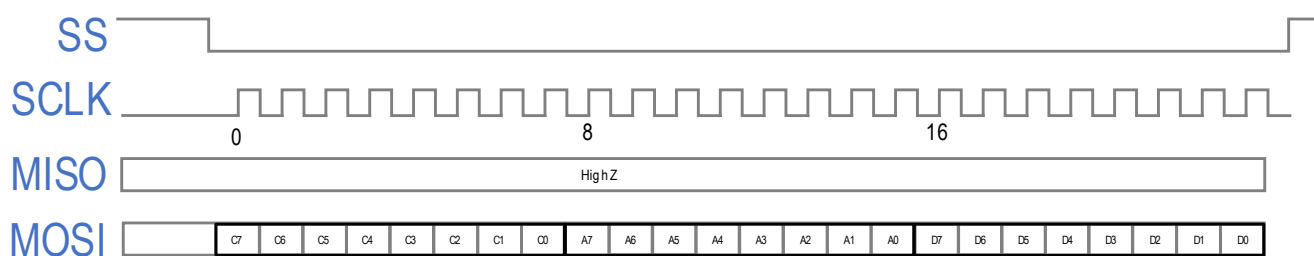 SS
SCLK
0 8 16
MISO High Z
MOSI C7 C6 C5 C4 C3 C2 C1 C0 A7 A6 A5 A4 A3 A2 A1 A0 D7 D6 D5 D4 D3 D2 D1 D0